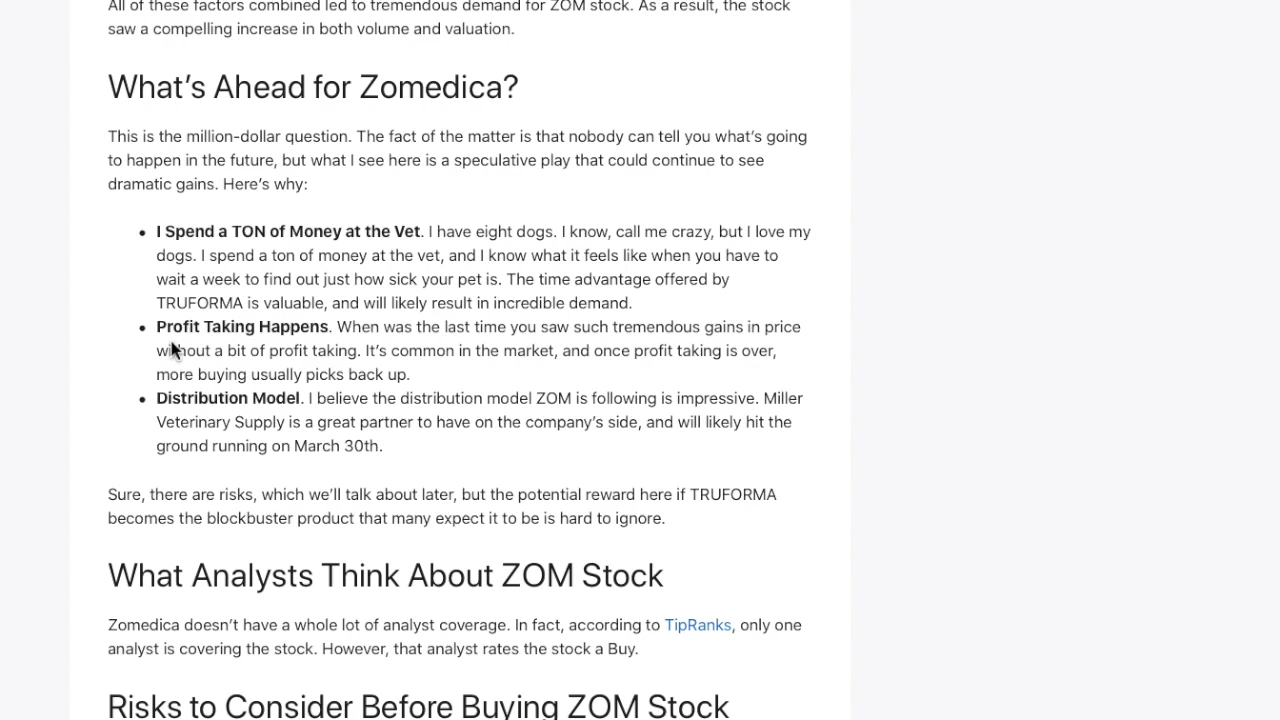 All of these factors combined led to tremendous demand for ZOM stock. As a result, the stock
saw a compelling increase in both volume and valuation.
What’s Ahead for Zomedica?
This is the million-dollar question. The fact of the matter is that nobody can tell you what’s going
to happen in the future, but what I see here is a speculative play that could continue to see
dramatic gains. Here’s why:
• I Spend a TON of Money at the Vet. I have eight dogs. I know, call me crazy, but I love my
dogs. I spend a ton of money at the vet, and I know what it feels like when you have to
wait a week to find out just how sick your pet is. The time advantage offered by
TRUFORMA is valuable, and will likely result in incredible demand.
• Profit Taking Happens. When was the last time you saw such tremendous gains in price
without a bit of profit taking. It’s common in the market, and once profit taking is over,
more buying usually picks back up.
• Distribution Model. I believe the distribution model ZOM is following is impressive. Miller
Veterinary Supply is a great partner to have on the company’s side, and will likely hit the
ground running on March 30th.
Sure, there are risks, which we’ll talk about later, but the potential reward here if TRUFORMA
becomes the blockbuster product that many expect it to be is hard to ignore.
What Analysts Think About ZOM Stock
Zomedica doesn’t have a whole lot of analyst coverage. In fact, according to TipRanks, only one
analyst is covering the stock. However, that analyst rates the stock a Buy.
Risks to Consider Before Buying ZOM Stock